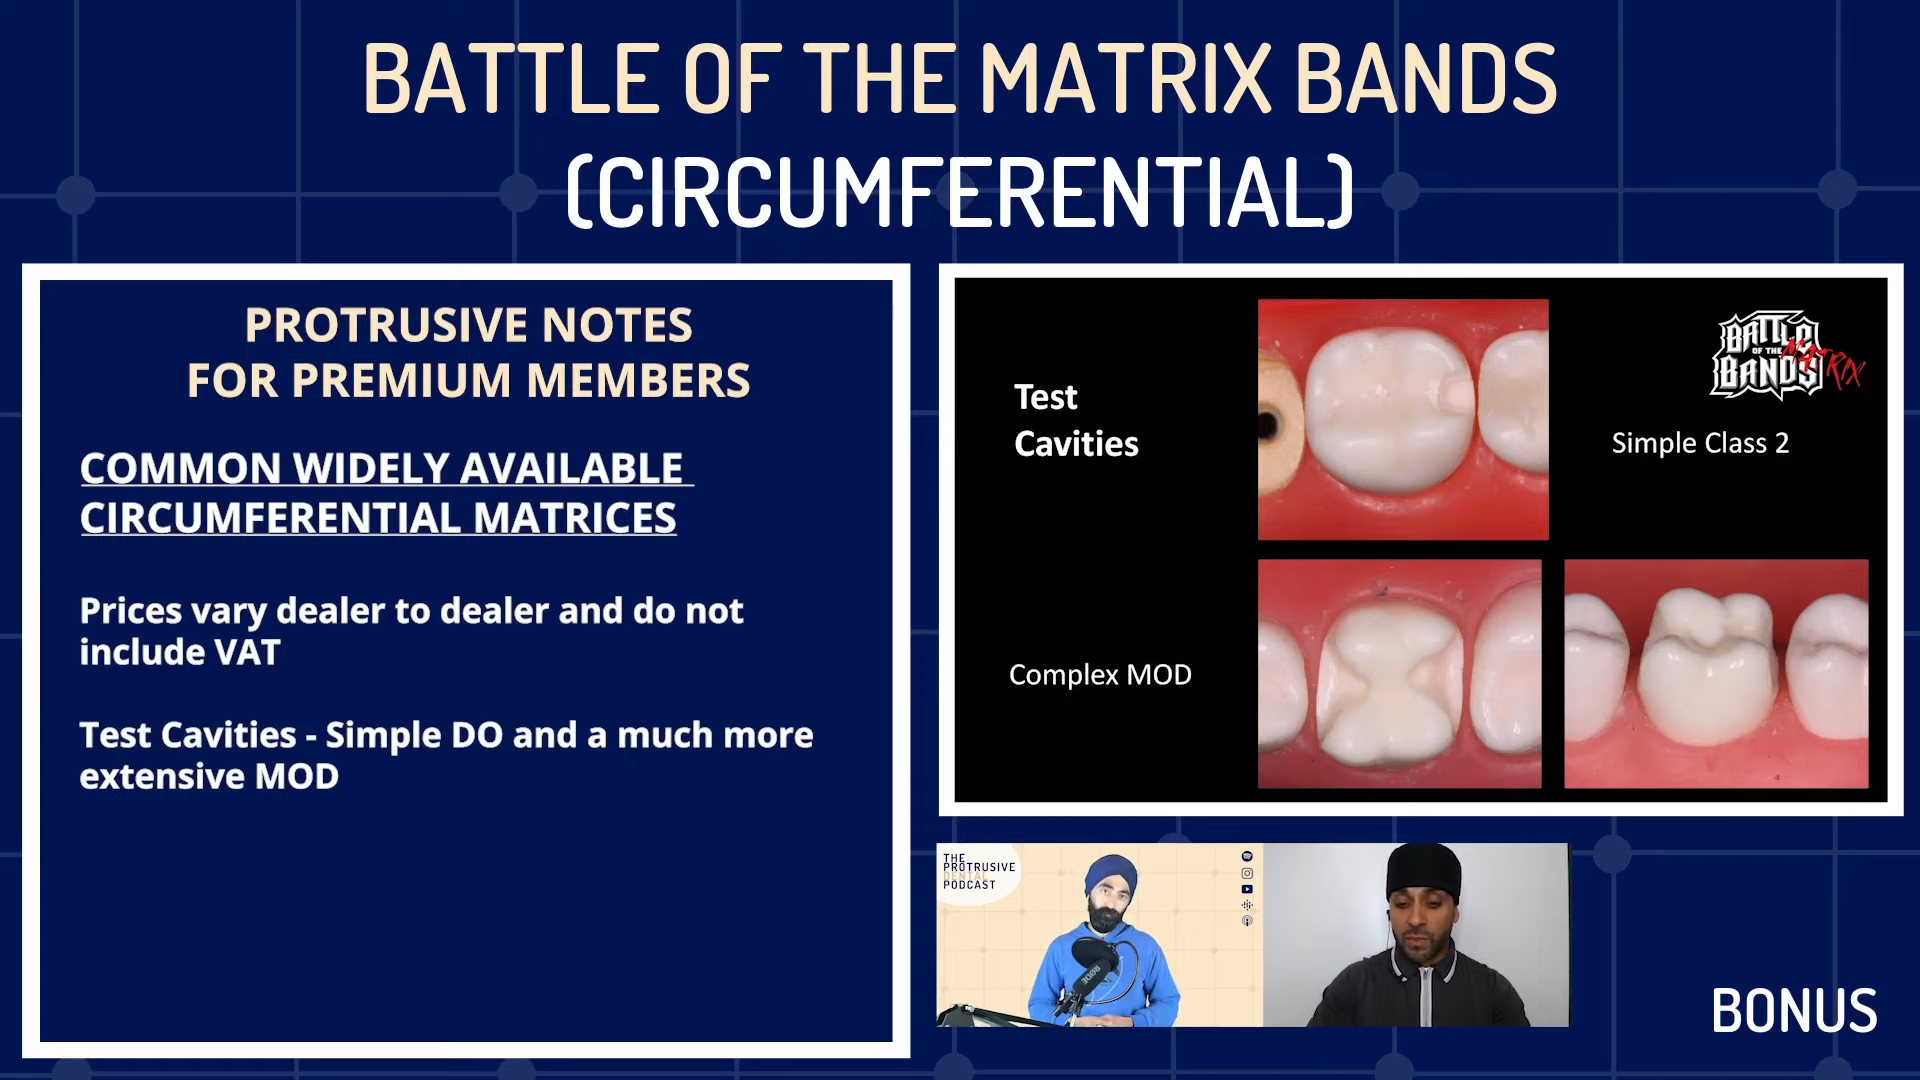 BATTLE OF THE MATRIX BANDS
(CIRCUMFERENTIAL)
PROTRUSIVE NOTES
FOR PREMIUM MEMBERS
COMMON WIDELY AVAILABLE
CIRCUMFERENTIAL MATRICES
Prices vary dealer to dealer and do not
include VAT
Test Cavities - Simple DO and a much more
extensive MOD
Test
Cavities
BATTLE
OF THE
MATRIX
BANDS
Simple Class 2
Complex MOD
THE
PROTRUSIVE
DENTAL
PODCAST
RODE
BONUS